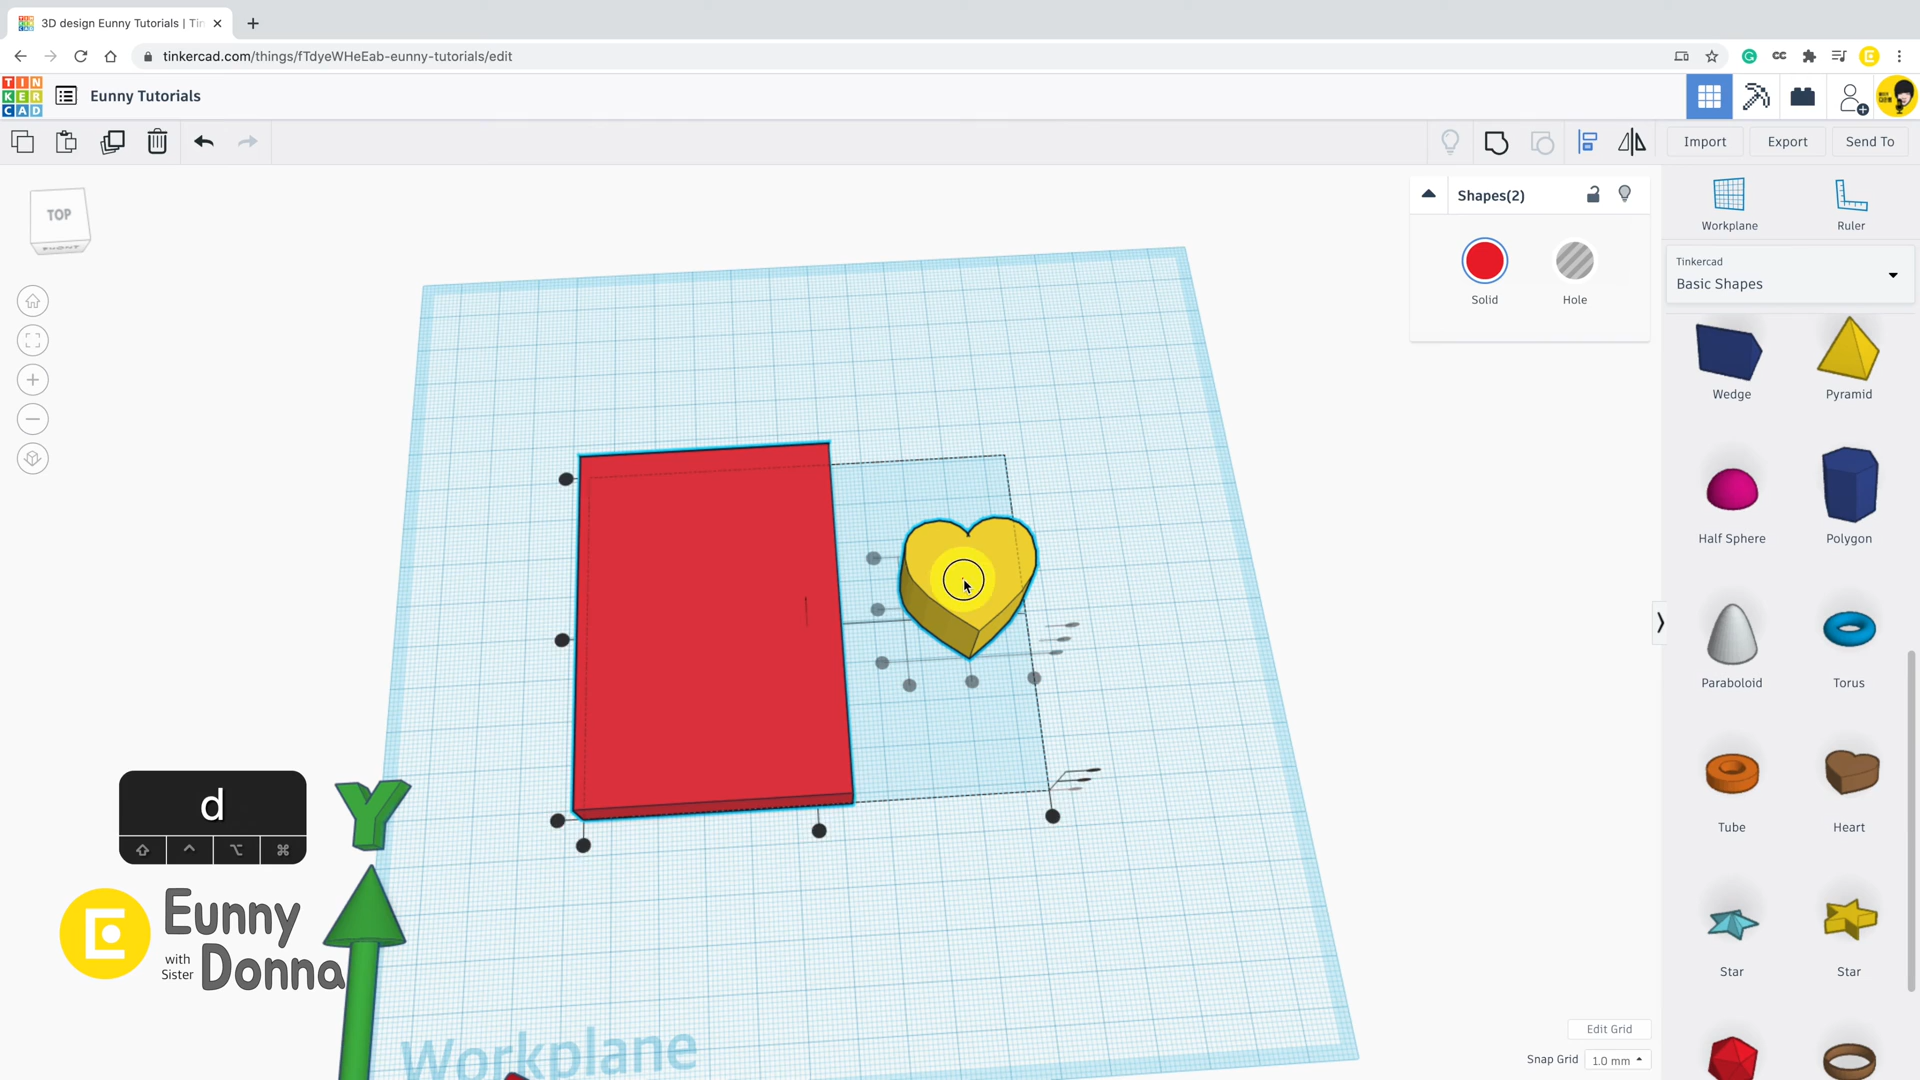 3D design Eunny Tutorials | Tin
tinkercad.com/things/fTdyeWHeEab-eunny-tutorials/edit
CC
TIN
KER
CAD
Eunny Tutorials
Import
Export
Send To
TOP
FRONT
Shapes(2)
Solid
Hole
Workplane
Ruler
Tinkercad
Basic Shapes
Wedge
Pyramid
Half Sphere
Polygon
Paraboloid
Torus
Tube
Heart
Star
Star
d
Y
Eunny
with
Sister
Donna
Workplane
Edit Grid
Snap Grid
1.0 mm